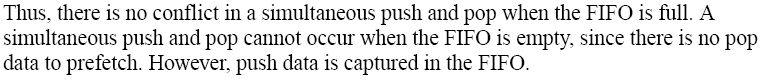 Thus, there is no conflict in a simultaneous push and pop when the FIFO is full. A
simultaneous push and pop cannot occur when the FIFO is empty, since there is no pop
data to prefetch. However, push data is captured in the FIFO.